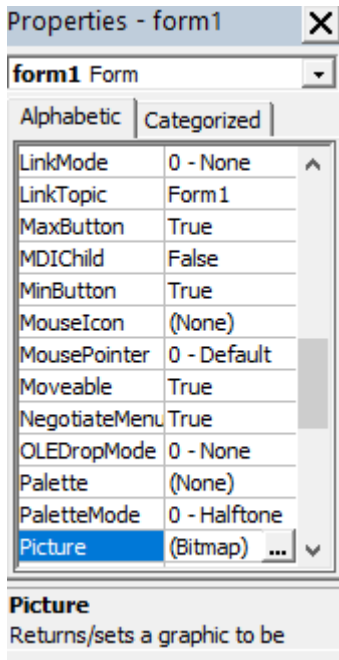 Properties - form1
form1 Form
Alphabetic Categorized
LinkMode 0 - None
LinkTopic Form1
MaxButton True
MDIChild False
MinButton True
MouseIcon (None)
MousePointer 0 - Default
Moveable True
NegotiateMenu True
OLEDropMode 0 - None
Palette (None)
PaletteMode 0 - Halftone
Picture (Bitmap) ...
Picture
Returns/sets a graphic to be